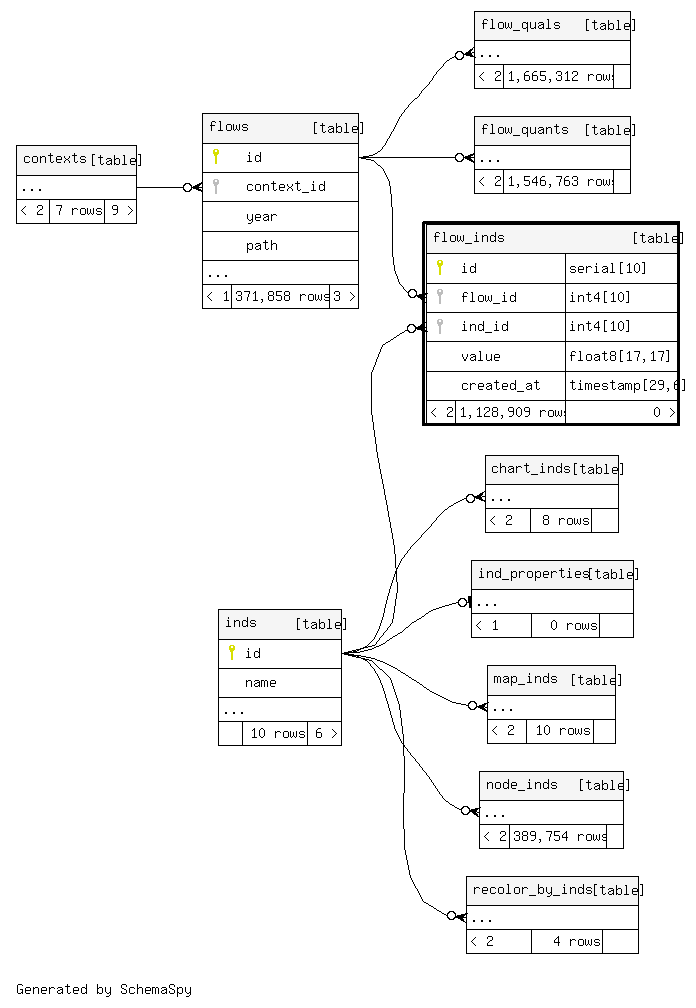 flow_quals [table]
...
< 2 1,665,312 rows
flow_quants [table]
...
< 2 1,546,763 rows
flows [table]
id
context_id
year
path
...
< 1 371,858 rows 3 >
contexts [table]
...
< 2 7 rows 9 >
flow_inds [table]
id serial[10]
flow_id int4[10]
ind_id int4[10]
value float8[17,17]
created_at timestamp[29,6]
< 2 1,128,909 rows 0 >
chart_inds [table]
...
< 2 8 rows
ind_properties [table]
...
< 1 0 rows
inds [table]
id
name
...
10 rows 6 >
map_inds [table]
...
< 2 10 rows
node_inds [table]
...
< 2 389,754 rows
recolor_by_inds [table]
...
< 2 4 rows
Generated by SchemaSpy